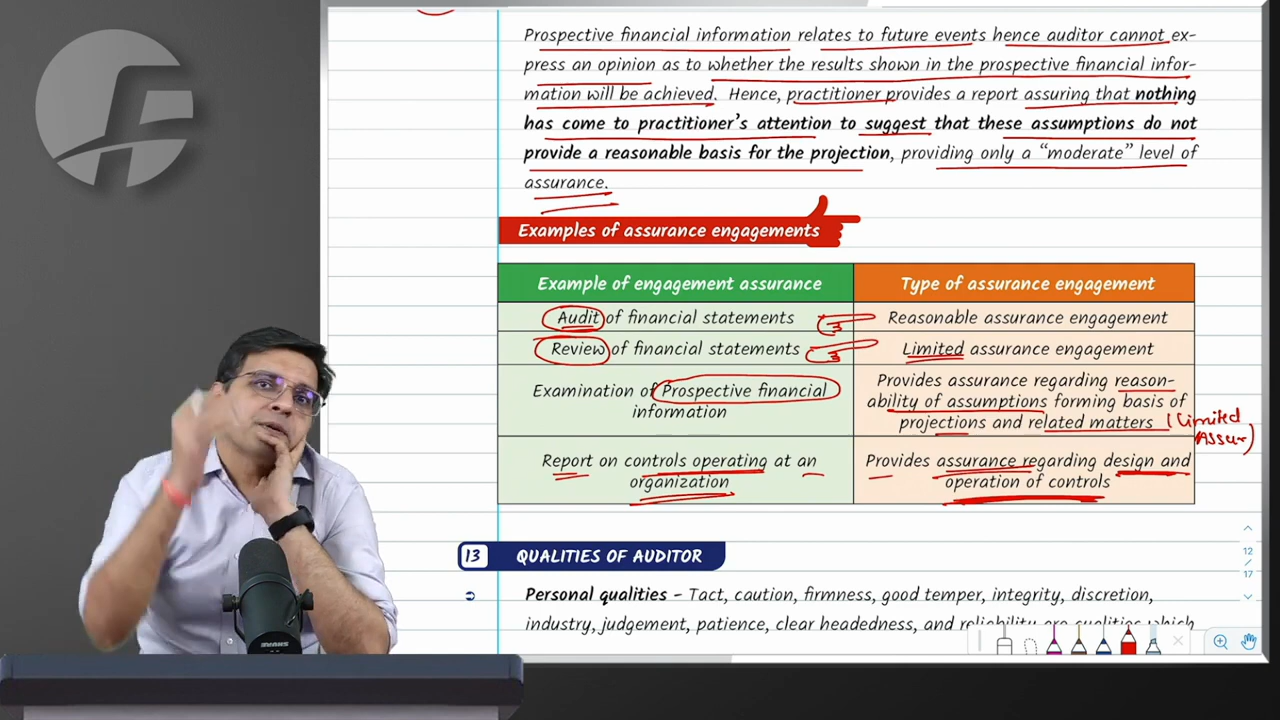 Prospective financial information relates to future events hence auditor cannot ex-
press an opinion as to whether the results shown in the prospective financial infor-
mation will be achieved. Hence, practitioner provides a report assuring that nothing
has come to practitioner's attention to suggest that these assumptions do not
provide a reasonable basis for the projection, providing only a “moderate” level of
assurance.
Examples of assurance engagements
Example of engagement assurance
Type of assurance engagement
Audit of financial statements
Reasonable assurance engagement
Review of financial statements
Limited assurance engagement
Examination of Prospective financial
information
Provides assurance regarding reason-
ability of assumptions forming basis of
projections and related matters
(Limited
Assur)
Report on controls operating at an
organization
Provides assurance regarding design and
operation of controls
13 QUALITIES OF AUDITOR
Personal qualities – Tact, caution, firmness, good temper, integrity, discretion,
industry, judgement, patience, clear headedness, and reliability are qualities which
12
/
17